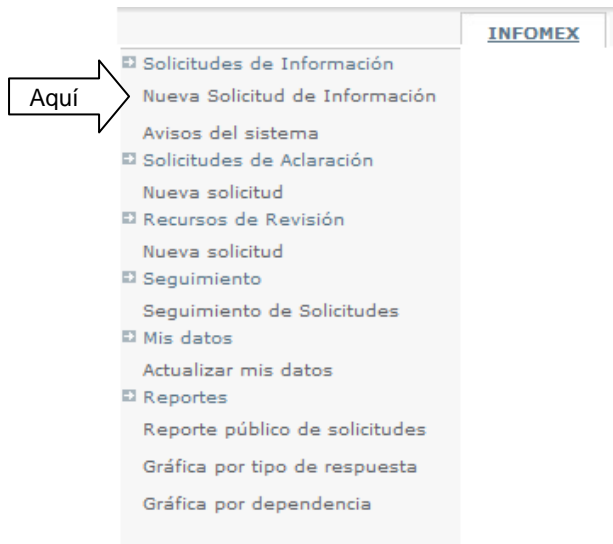 INFOMEX
Solicitudes de Información
Aquí
Nueva Solicitud de Información
Avisos del sistema
Solicitudes de Aclaración
Nueva solicitud
Recursos de Revisión
Nueva solicitud
Seguimiento
Seguimiento de Solicitudes
Mis datos
Actualizar mis datos
Reportes
Reporte público de solicitudes
Gráfica por tipo de respuesta
Gráfica por dependencia